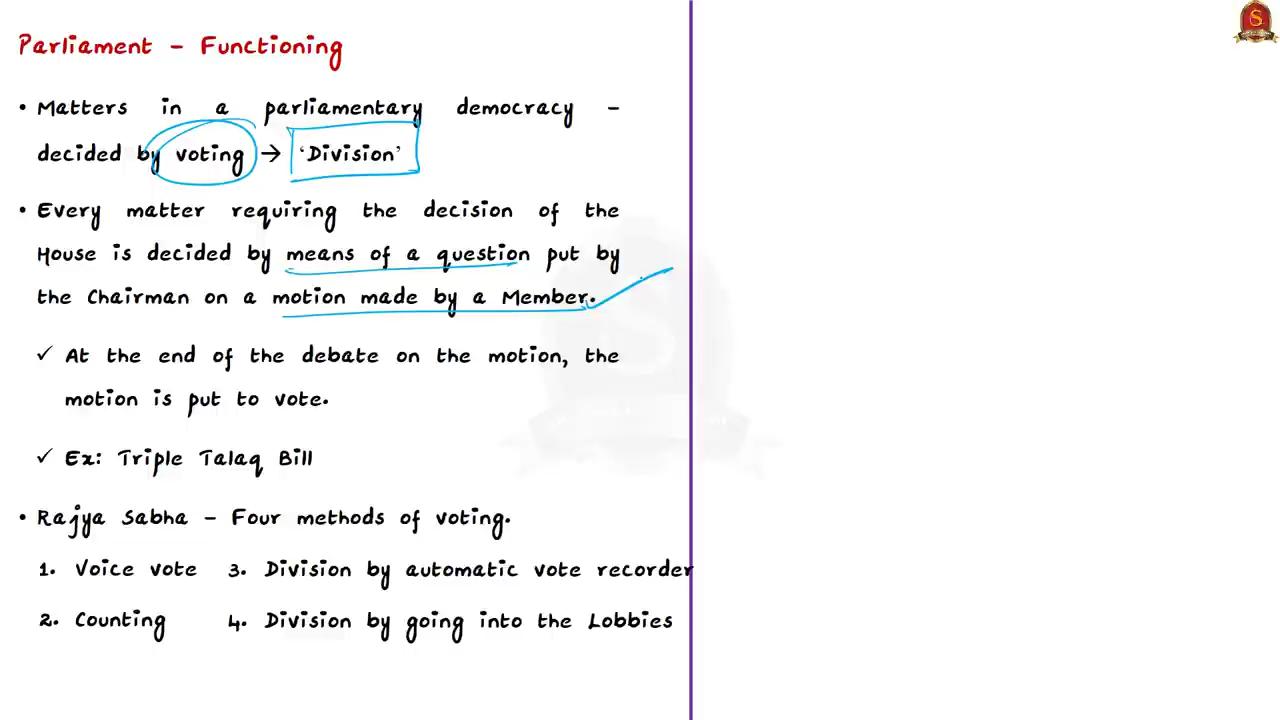 Parliament - Functioning
• Matters in a parliamentary democracy -
decided by voting → 'Division'
• Every matter requiring the decision of the
House is decided by means of a question put by
the Chairman on a motion made by a Member.
✓ At the end of the debate on the motion, the
motion is put to vote.
✓ Ex: Triple Talaq Bill
• Rajya Sabha - Four methods of voting.
1. Voice vote 3. Division by automatic vote recorder
2. Counting 4. Division by going into the Lobbies